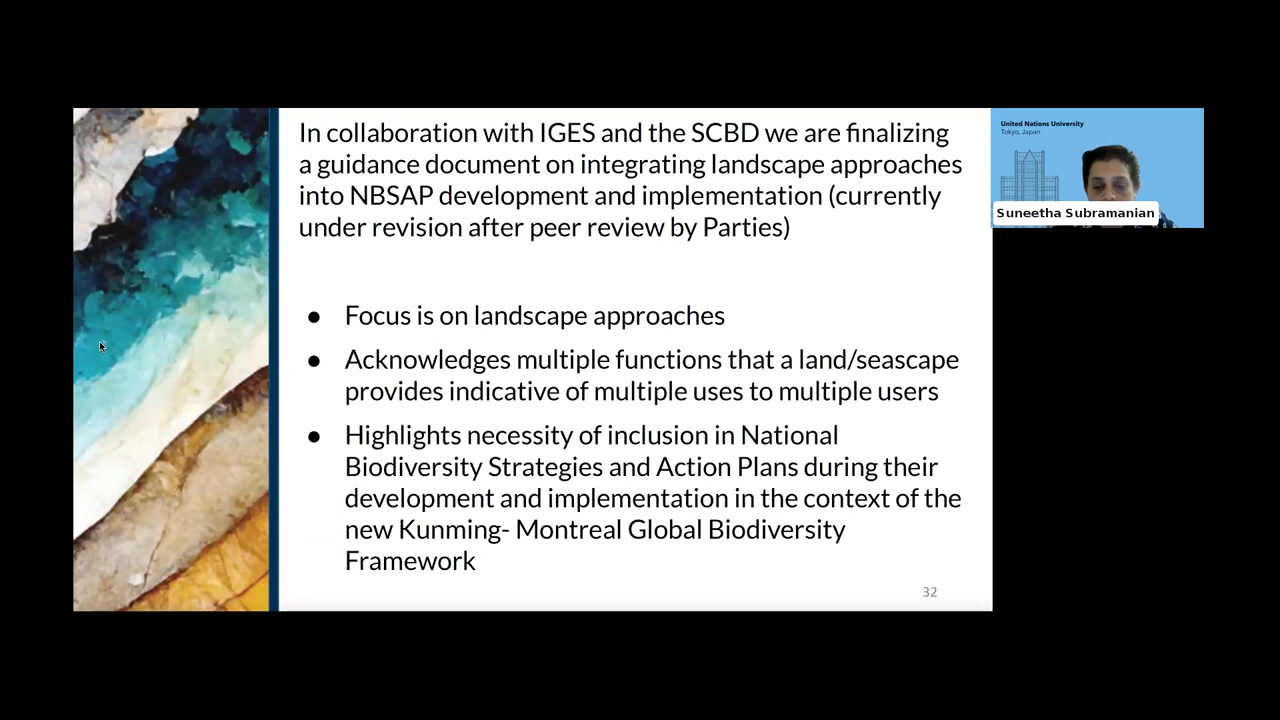 In collaboration with IGES and the SCBD we are finalizing
a guidance document on integrating landscape approaches
into NBSAP development and implementation (currently
under revision after peer review by Parties)
● Focus is on landscape approaches
● Acknowledges multiple functions that a land/seascape
provides indicative of multiple uses to multiple users
● Highlights necessity of inclusion in National
Biodiversity Strategies and Action Plans during their
development and implementation in the context of the
new Kunming- Montreal Global Biodiversity
Framework
32
United Nations University
Tokyo, Japan
Suneetha Subramanian